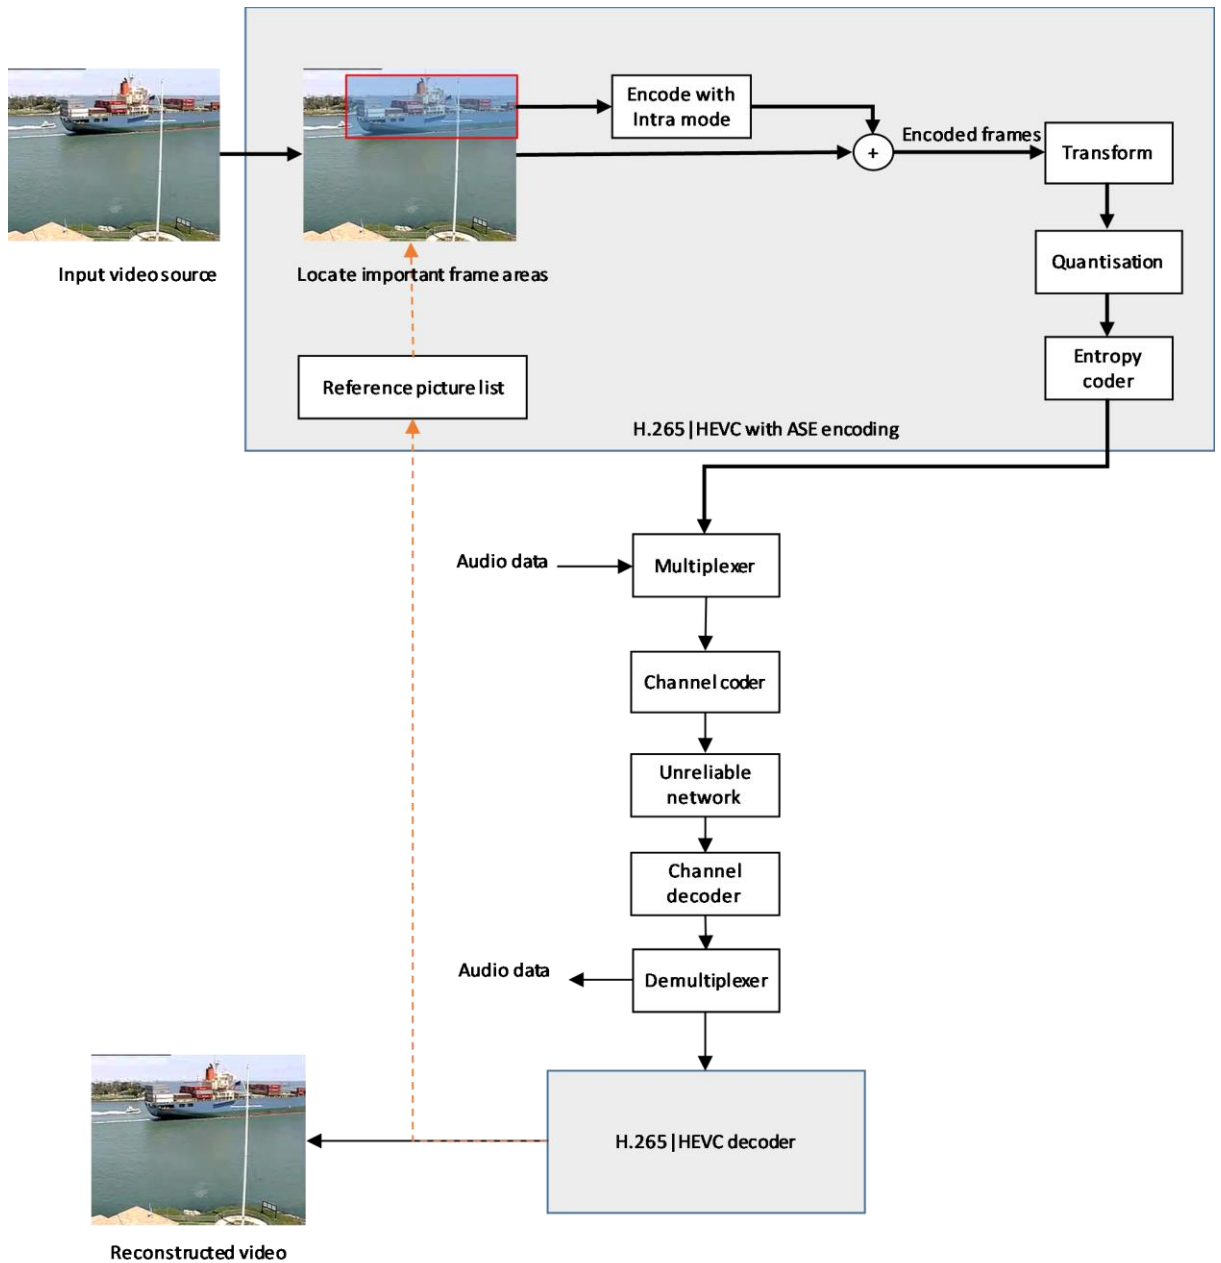 Encode with
Intra mode
Encoded frames
+
Transform
Input video source
Locate important frame areas
Quantisation
Reference picture list
Entropy
coder
H.265|HEVC with ASE encoding
Audio data
Multiplexer
Channel coder
Unreliable
network
Channel
decoder
Audio data
Demultiplexer
H.265|HEVC decoder
Reconstructed video